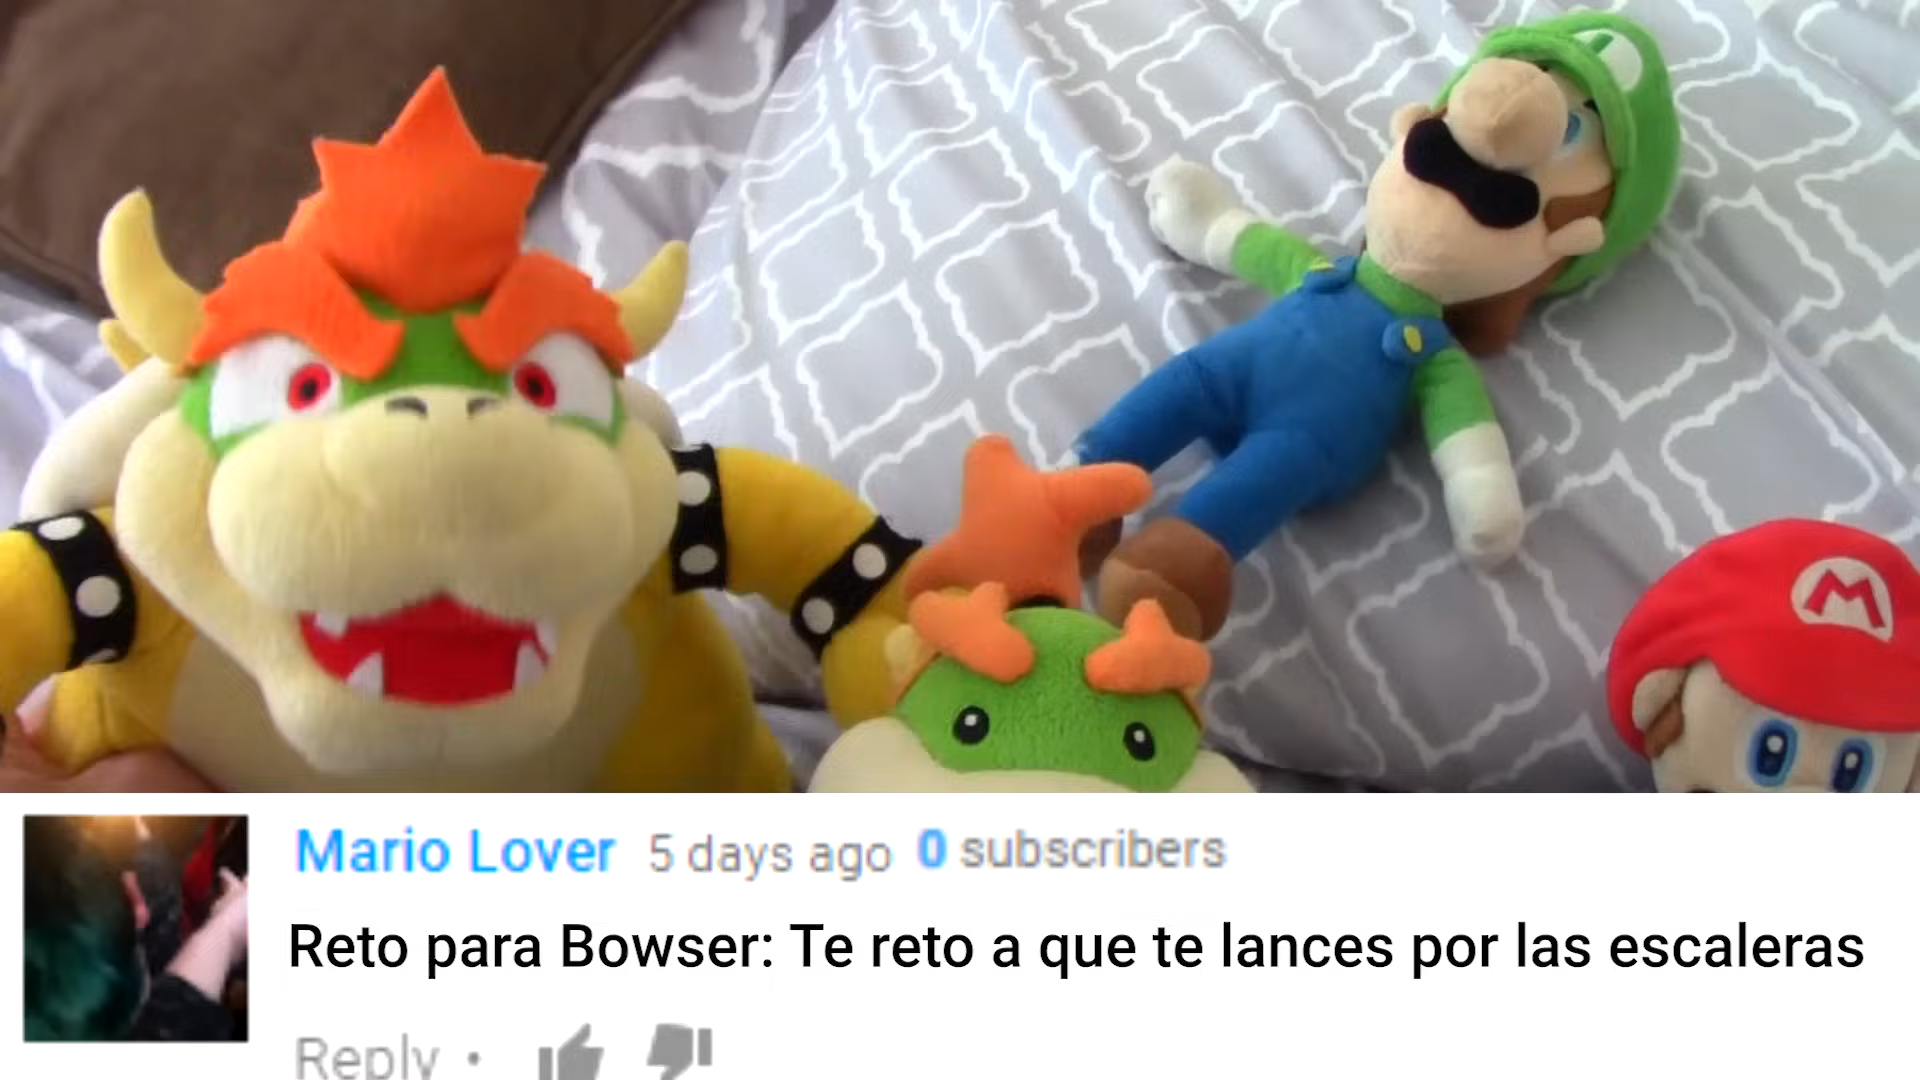 M
Mario Lover 5 days ago 0 subscribers
Reto para Bowser: Te reto a que te lances por las escaleras
Reply •